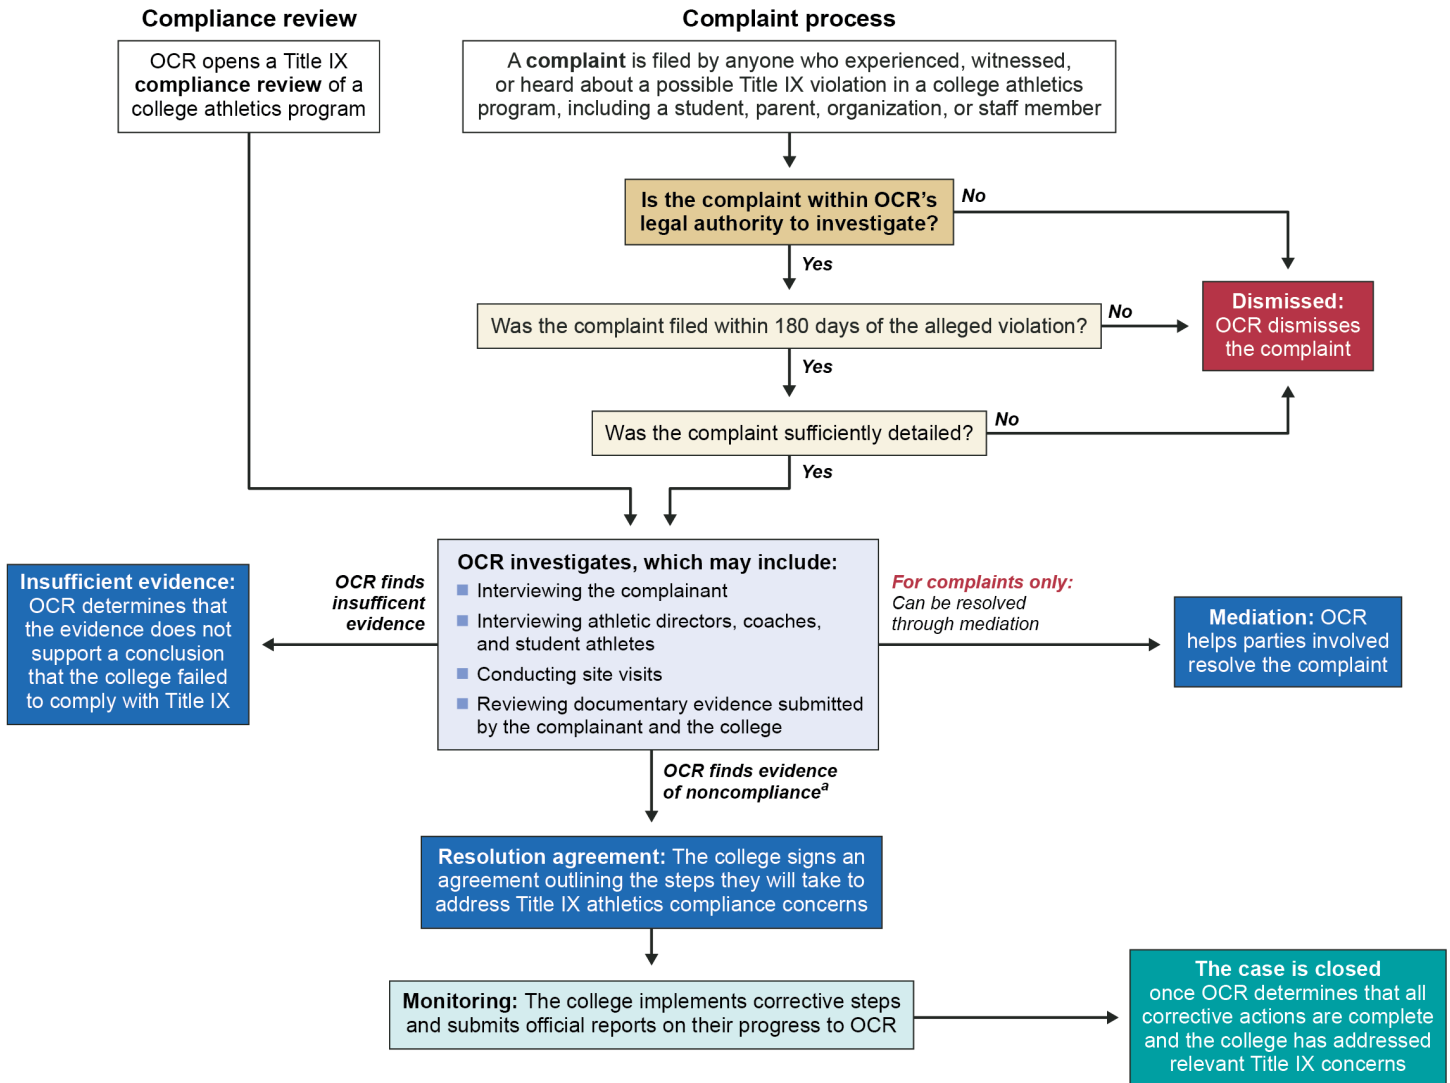 Compliance review
OCR opens a Title IX
compliance review of a
college athletics program
Complaint process
A complaint is filed by anyone who experienced, witnessed,
or heard about a possible Title IX violation in a college athletics
program, including a student, parent, organization, or staff member
Is the complaint within OCR’s
legal authority to investigate?
No
Yes
Was the complaint filed within 180 days of the alleged violation?
No
Yes
Dismissed:
OCR dismisses
the complaint
Was the complaint sufficiently detailed?
No
Yes
Insufficient evidence:
OCR determines that
the evidence does not
support a conclusion
that the college failed
to comply with Title IX
OCR finds
insufficent
evidence
OCR investigates, which may include:
Interviewing the complainant
Interviewing athletic directors, coaches,
and student athletes
Conducting site visits
Reviewing documentary evidence submitted
by the complainant and the college
For complaints only:
Can be resolved
through mediation
Mediation: OCR
helps parties involved
resolve the complaint
OCR finds evidence
of noncomplianceᵃ
Resolution agreement: The college signs an
agreement outlining the steps they will take to
address Title IX athletics compliance concerns
Monitoring: The college implements corrective steps
and submits official reports on their progress to OCR
The case is closed
once OCR determines that all
corrective actions are complete
and the college has addressed
relevant Title IX concerns